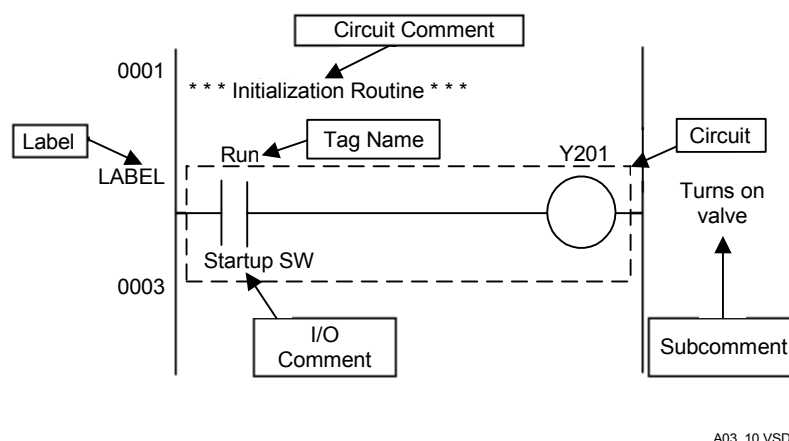 Circuit Comment
0001
* * * Initialization Routine * * *
Label
Run
Tag Name
Y201
Circuit
LABEL
Turns on
valve
Startup SW
0003
I/O
Comment
Subcomment
A03_10.VSD